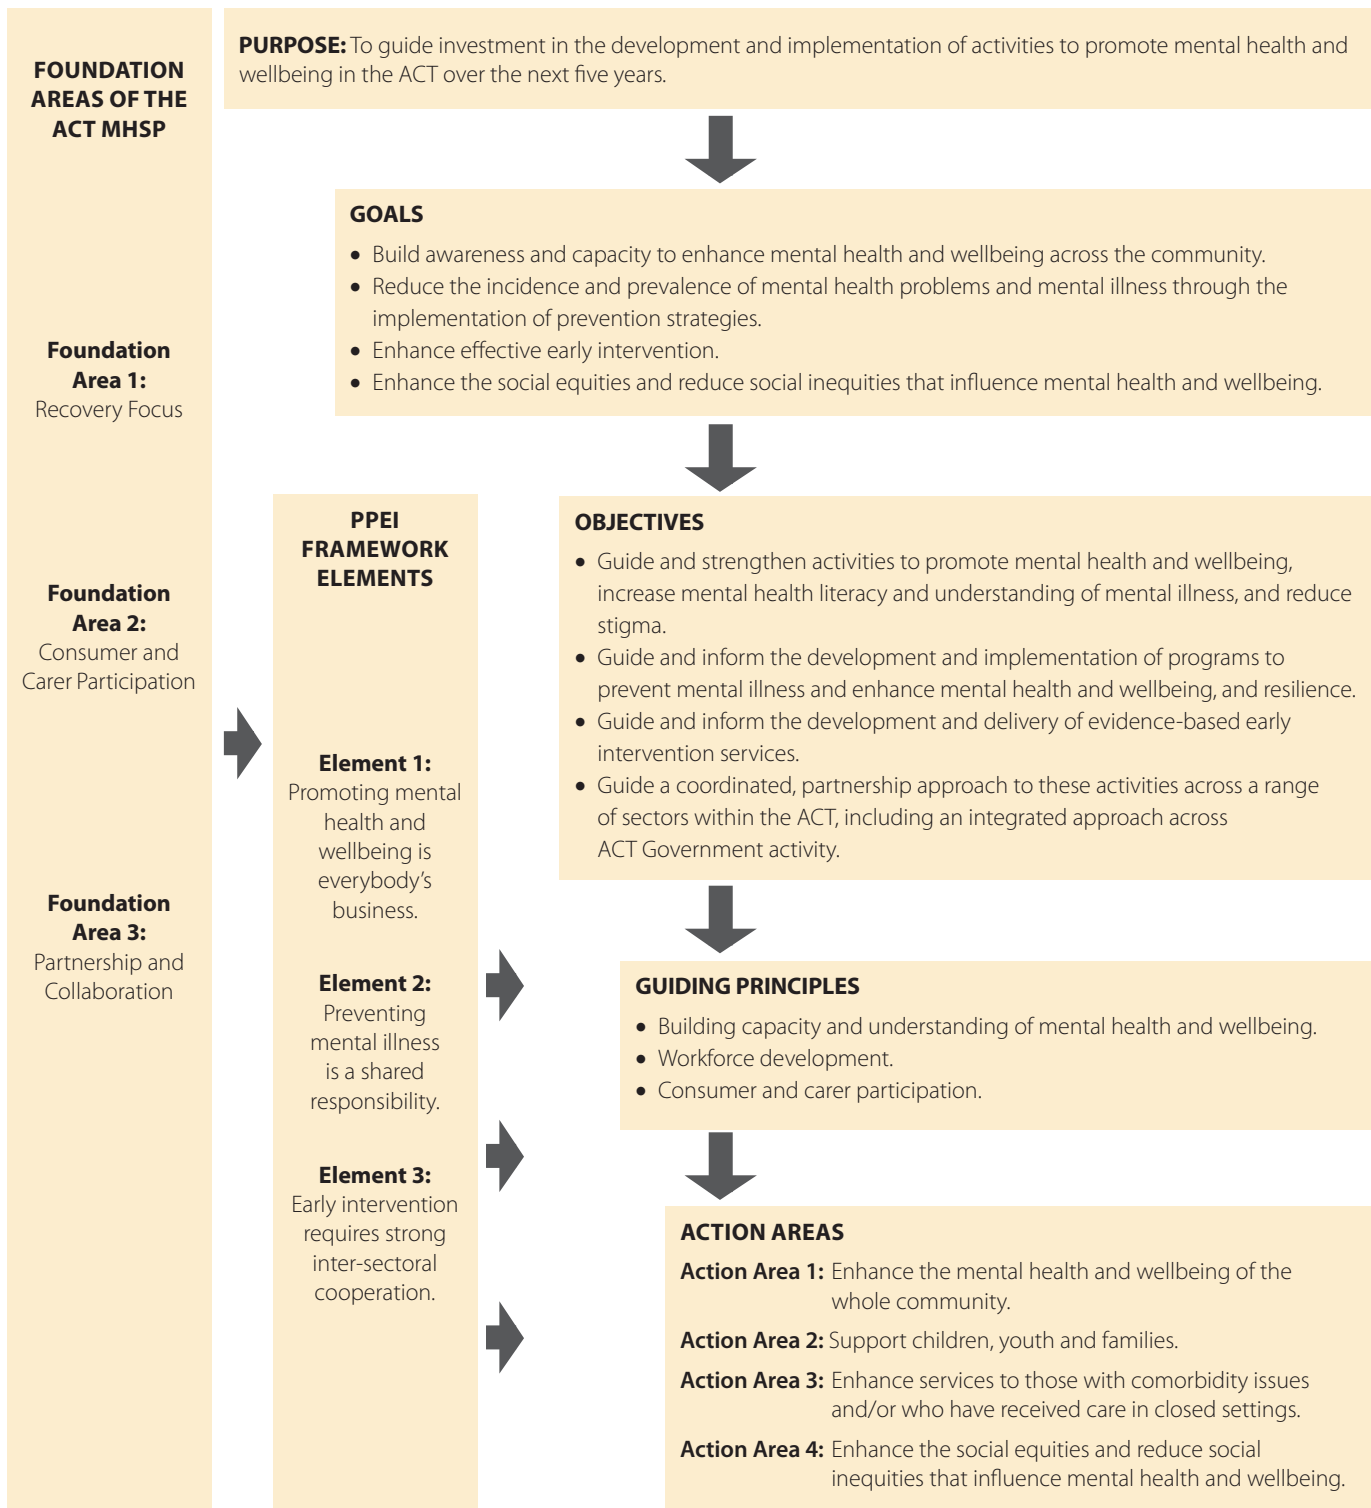 FOUNDATION
AREAS OF THE
ACT MHSP
Foundation
Area 1:
Recovery Focus
Foundation
Area 2:
Consumer and
Carer Participation
Foundation
Area 3:
Partnership and
Collaboration
PURPOSE: To guide investment in the development and implementation of activities to promote mental health and
wellbeing in the ACT over the next five years.
GOALS
• Build awareness and capacity to enhance mental health and wellbeing across the community.
• Reduce the incidence and prevalence of mental health problems and mental illness through the
implementation of prevention strategies.
• Enhance effective early intervention.
• Enhance the social equities and reduce social inequities that influence mental health and wellbeing.
PPEI
FRAMEWORK
ELEMENTS
Element 1:
Promoting mental
health and
wellbeing is
everybody's
business.
Element 2:
Preventing
mental illness
is a shared
responsibility.
Element 3:
Early intervention
requires strong
inter-sectoral
cooperation.
OBJECTIVES
• Guide and strengthen activities to promote mental health and wellbeing,
increase mental health literacy and understanding of mental illness, and reduce
stigma.
• Guide and inform the development and implementation of programs to
prevent mental illness and enhance mental health and wellbeing, and resilience.
• Guide and inform the development and delivery of evidence-based early
intervention services.
• Guide a coordinated, partnership approach to these activities across a range
of sectors within the ACT, including an integrated approach across
ACT Government activity.
GUIDING PRINCIPLES
• Building capacity and understanding of mental health and wellbeing.
• Workforce development.
• Consumer and carer participation.
ACTION AREAS
Action Area 1: Enhance the mental health and wellbeing of the
whole community.
Action Area 2: Support children, youth and families.
Action Area 3: Enhance services to those with comorbidity issues
and/or who have received care in closed settings.
Action Area 4: Enhance the social equities and reduce social
inequities that influence mental health and wellbeing.